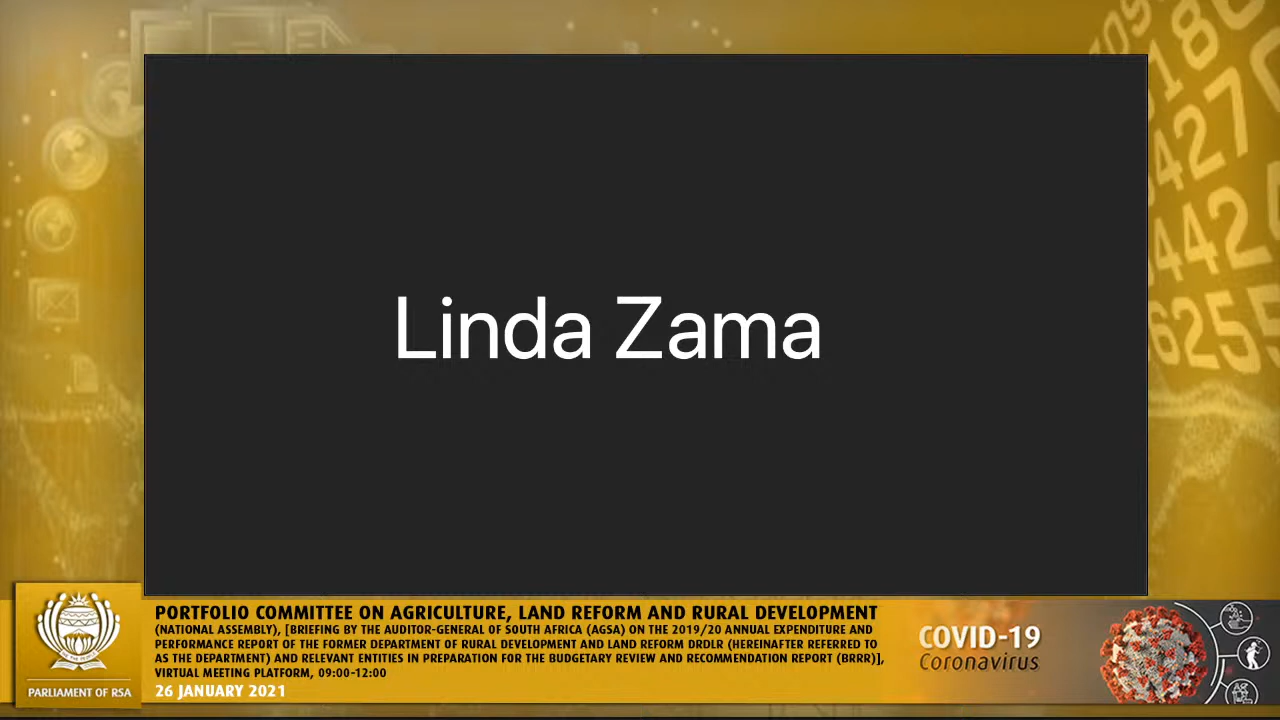 Linda Zama
PORTFOLIO COMMITTEE ON AGRICULTURE, LAND REFORM AND RURAL DEVELOPMENT
(NATIONAL ASSEMBLY), [BRIEFING BY THE AUDITOR-GENERAL OF SOUTH AFRICA (AGSA) ON THE 2019/20 ANNUAL EXPENDITURE AND
PERFORMANCE REPORT OF THE FORMER DEPARTMENT OF RURAL DEVELOPMENT AND LAND REFORM DRDLR (HEREINAFTER REFERRED TO
AS THE DEPARTMENT) AND RELEVANT ENTITIES IN PREPARATION FOR THE BUDGETARY REVIEW AND RECOMMENDATION REPORT (BRRR)],
VIRTUAL MEETING PLATFORM, 09:00-12:00
26 JANUARY 2021
PARLIAMENT OF RSA
COVID-19
Coronavirus